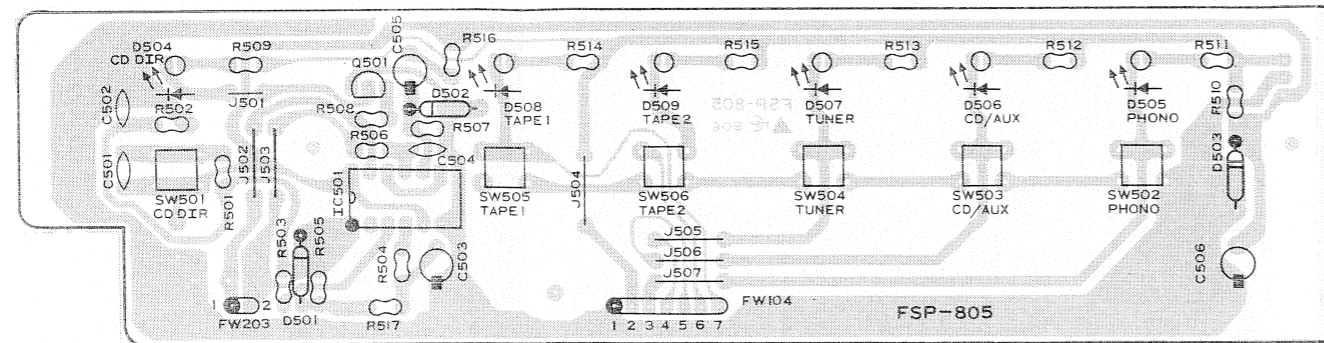 D504
CD DIR
R509
C505
R516
R514
R515
R513
R512
R511
Q501
D502
D508
TAPE1
D509
TAPE2
FSP-805
D507
TUNER
D506
CD/AUX
D505
PHONO
R510
C502
R502
J501
R508
R507
R506
C504
D503
C501
SW501
CD DIR
R501
J502
J503
IC501
SW505
TAPE1
J504
SW506
TAPE2
SW504
TUNER
SW503
CD/AUX
SW502
PHONO
R503
R505
R504
C503
J505
J506
J507
C506
1 2
FW203
D501
R517
1 2 3 4 5 6 7
FW104
FSP-805